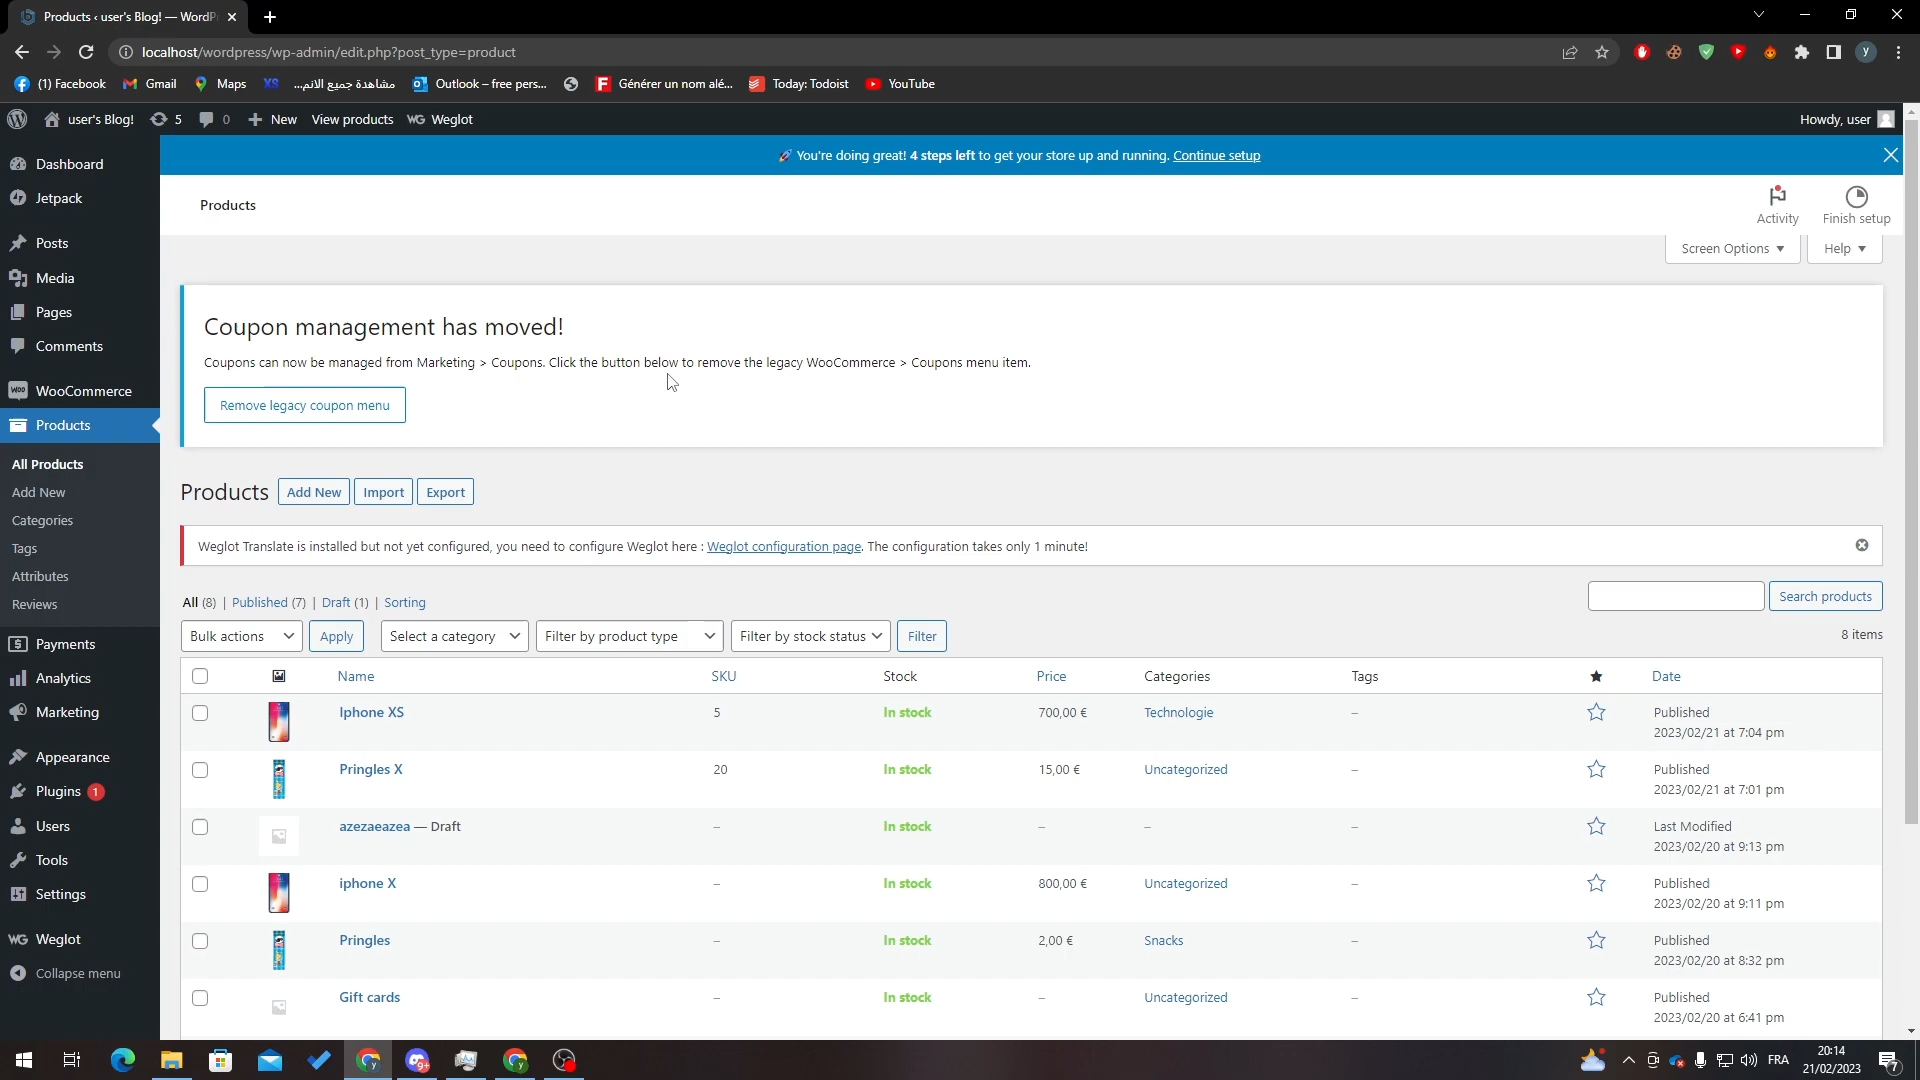 Products ‹ user's Blog! — WordPr
localhost/wordpress/wp-admin/edit.php?post_type=product
y
(1) Facebook
Gmail
Maps
XS
مشاهدة جميع الانم...
Outlook – free pers...
F Générer un nom alé...
Today: Todoist
YouTube
user's Blog!
5
0
New
View products
WG Weglot
Howdy, user
🚀 You're doing great! 4 steps left to get your store up and running. Continue setup
Dashboard
Jetpack
Posts
Media
Pages
Comments
WOO WooCommerce
Products
All Products
Add New
Categories
Tags
Attributes
Reviews
Payments
Analytics
Marketing
Appearance
Plugins 1
Users
Tools
Settings
WG Weglot
Collapse menu
Products
Activity
Finish setup
Screen Options
Help
Coupon management has moved!
Coupons can now be managed from Marketing > Coupons. Click the button below to remove the legacy WooCommerce > Coupons menu item.
Remove legacy coupon menu
Products Add New Import Export
Weglot Translate is installed but not yet configured, you need to configure Weglot here : Weglot configuration page. The configuration takes only 1 minute!
All (8) | Published (7) | Draft (1) | Sorting
Search products
Bulk actions Apply Select a category Filter by product type Filter by stock status Filter
8 items
Name SKU Stock Price Categories Tags Date
Iphone XS 5 In stock 700,00 € Technologie – Published
2023/02/21 at 7:04 pm
Pringles X 20 In stock 15,00 € Uncategorized – Published
2023/02/21 at 7:01 pm
azezaeazea — Draft – In stock – – – Last Modified
2023/02/20 at 9:13 pm
iphone X – In stock 800,00 € Uncategorized – Published
2023/02/20 at 9:11 pm
Pringles – In stock 2,00 € Snacks – Published
2023/02/20 at 8:32 pm
Gift cards – In stock – Uncategorized – Published
2023/02/20 at 6:41 pm
9+
FRA
20:14
21/02/2023
7